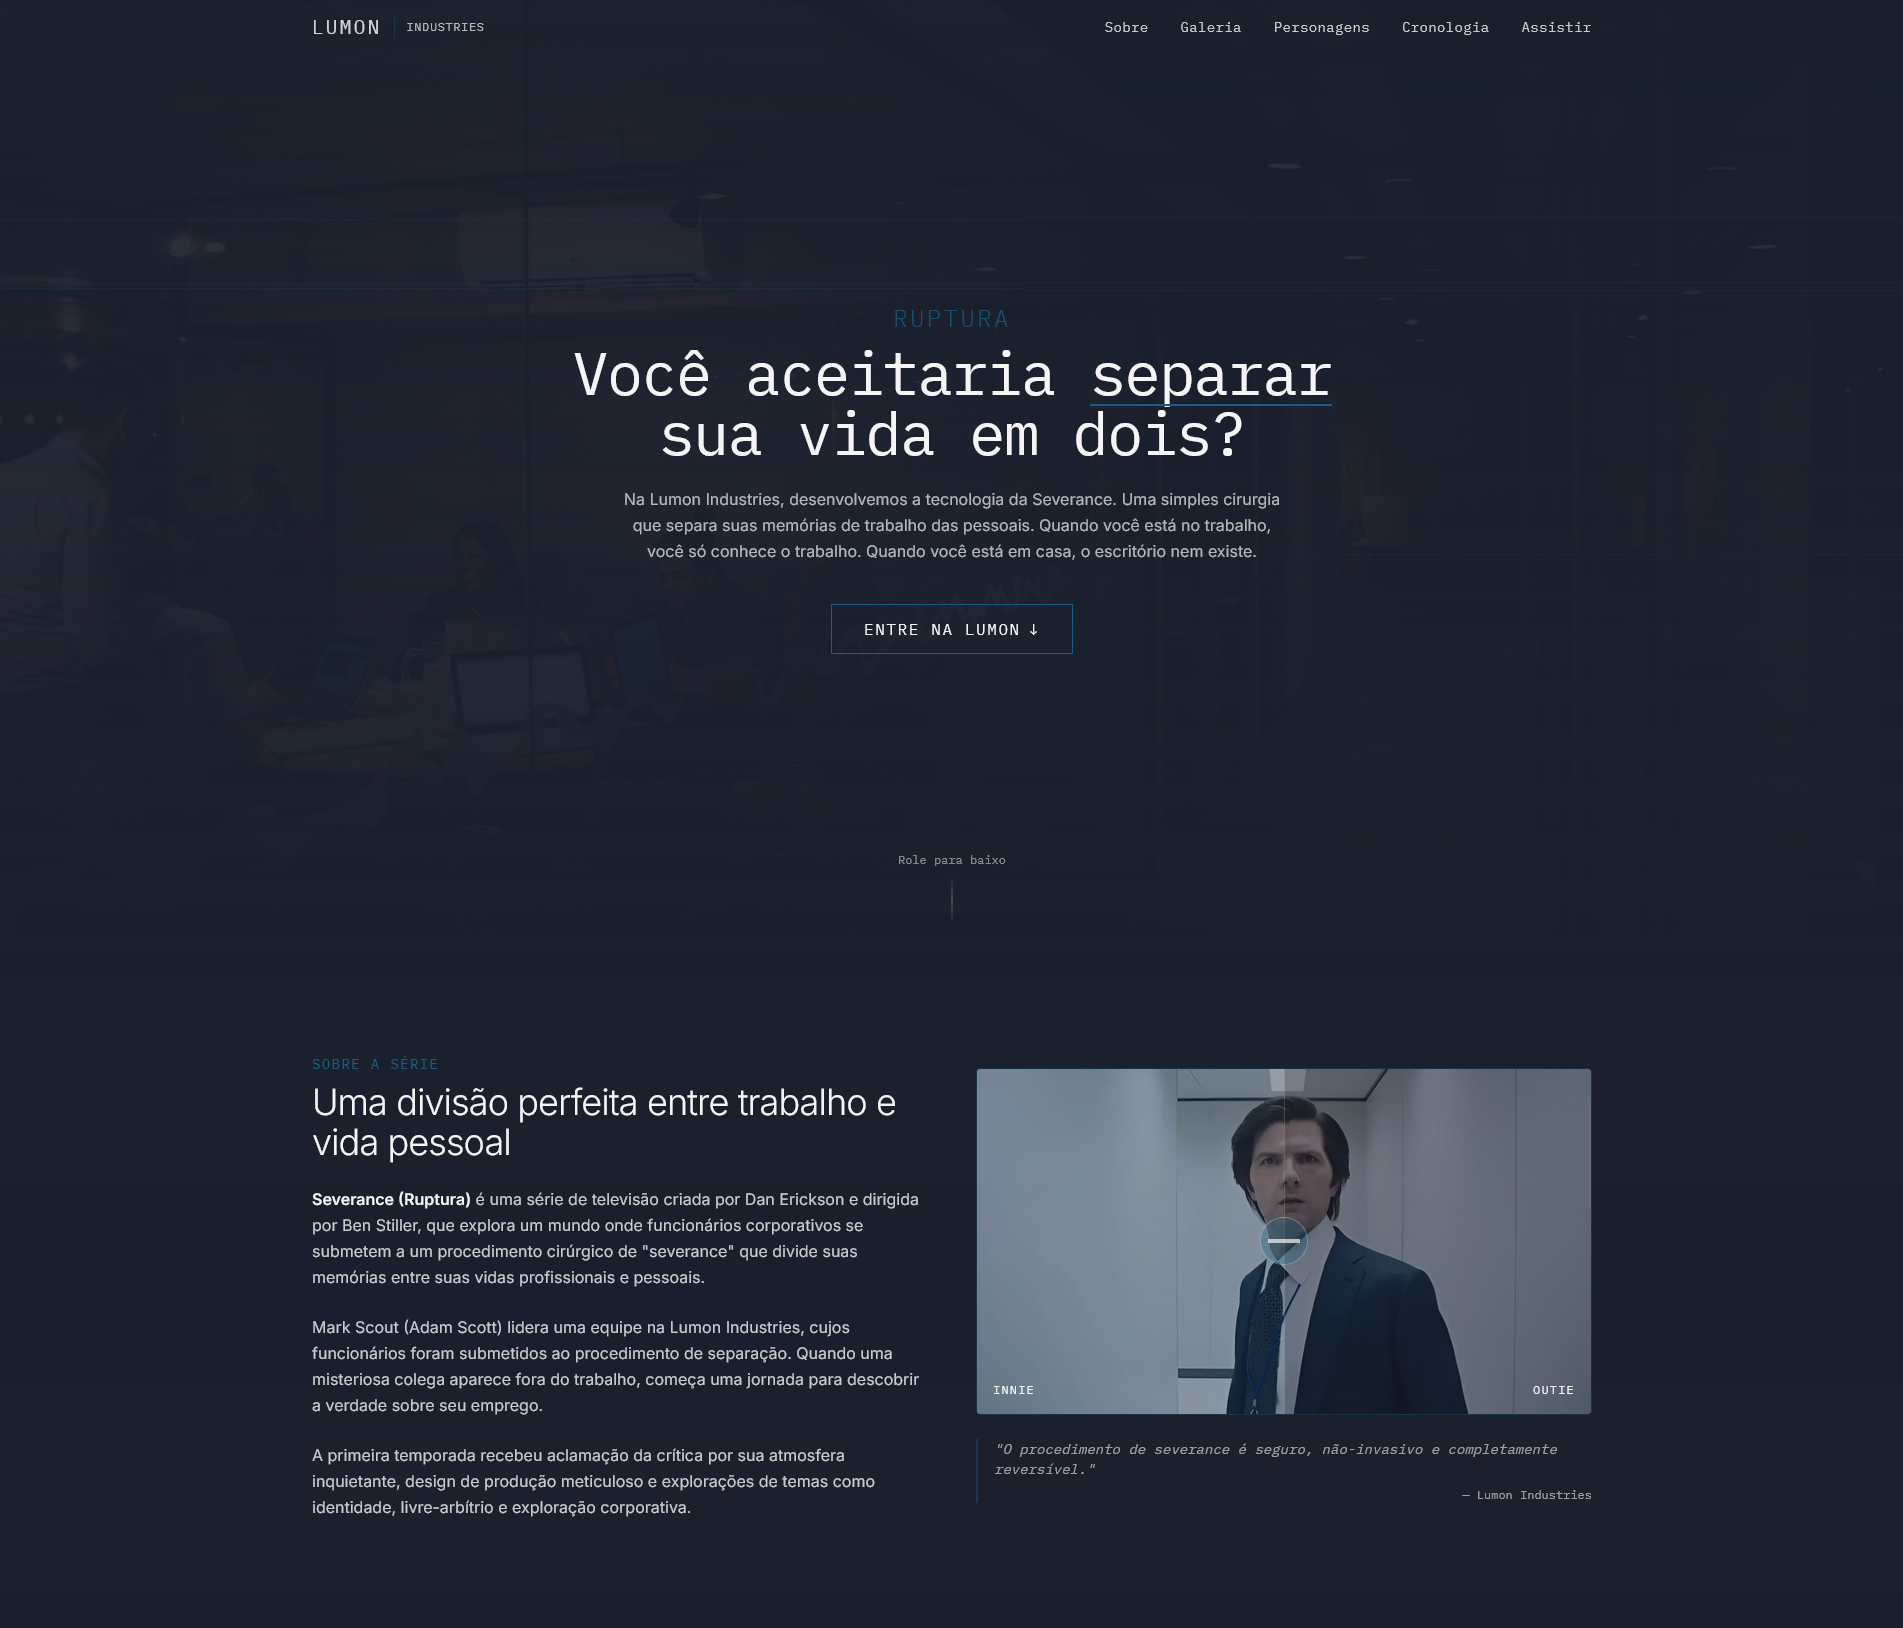 LUMON INDUSTRIES
Sobre Galeria Personagens Cronologia Assistir
RUPTURA
Você aceitaria separar
sua vida em dois?
Na Lumon Industries, desenvolvemos a tecnologia da Severance. Uma simples cirurgia
que separa suas memórias de trabalho das pessoais. Quando você está no trabalho,
você só conhece o trabalho. Quando você está em casa, o escritório nem existe.
ENTRE NA LUMON ↓
Role para baixo
SOBRE A SÉRIE
Uma divisão perfeita entre trabalho e
vida pessoal
Severance (Ruptura) é uma série de televisão criada por Dan Erickson e dirigida
por Ben Stiller, que explora um mundo onde funcionários corporativos se
submetem a um procedimento cirúrgico de "severance" que divide suas
memórias entre suas vidas profissionais e pessoais.
Mark Scout (Adam Scott) lidera uma equipe na Lumon Industries, cujos
funcionários foram submetidos ao procedimento de separação. Quando uma
misteriosa colega aparece fora do trabalho, começa uma jornada para descobrir
a verdade sobre seu emprego.
A primeira temporada recebeu aclamação da crítica por sua atmosfera
inquietante, design de produção meticuloso e explorações de temas como
identidade, livre-arbítrio e exploração corporativa.
INNIE
OUTIE
"O procedimento de severance é seguro, não-invasivo e completamente
reversível."
— Lumon Industries